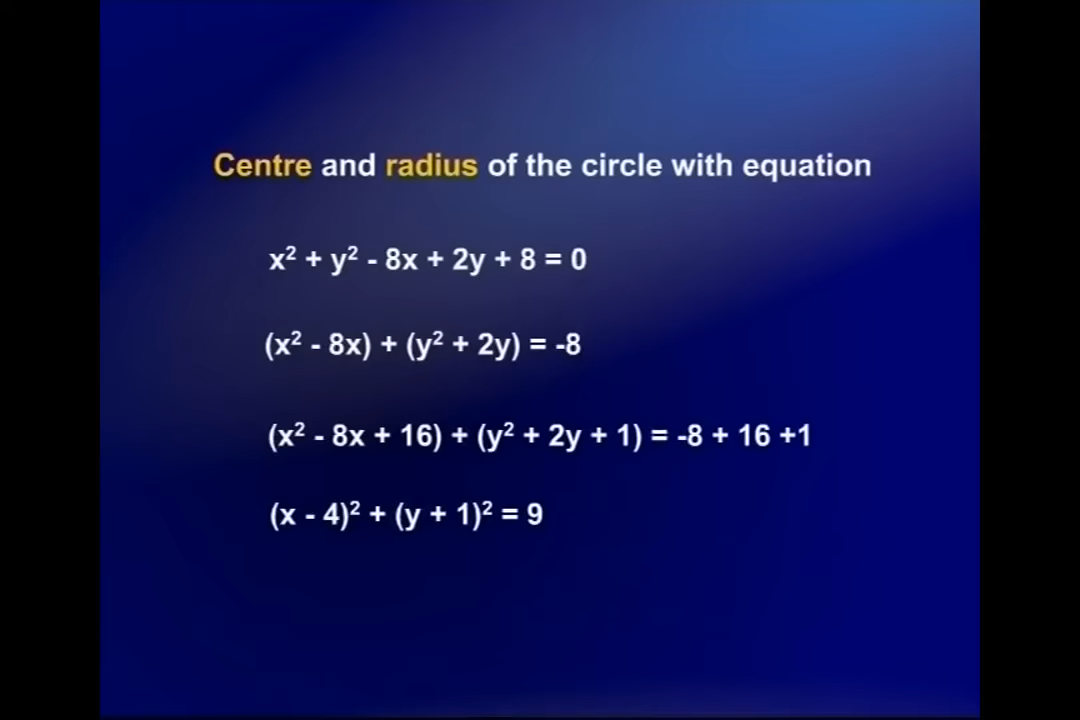 Centre and radius of the circle with equation
x² + y² - 8x + 2y + 8 = 0
(x² - 8x) + (y² + 2y) = -8
(x² - 8x + 16) + (y² + 2y + 1) = -8 + 16 +1
(x - 4)² + (y + 1)² = 9